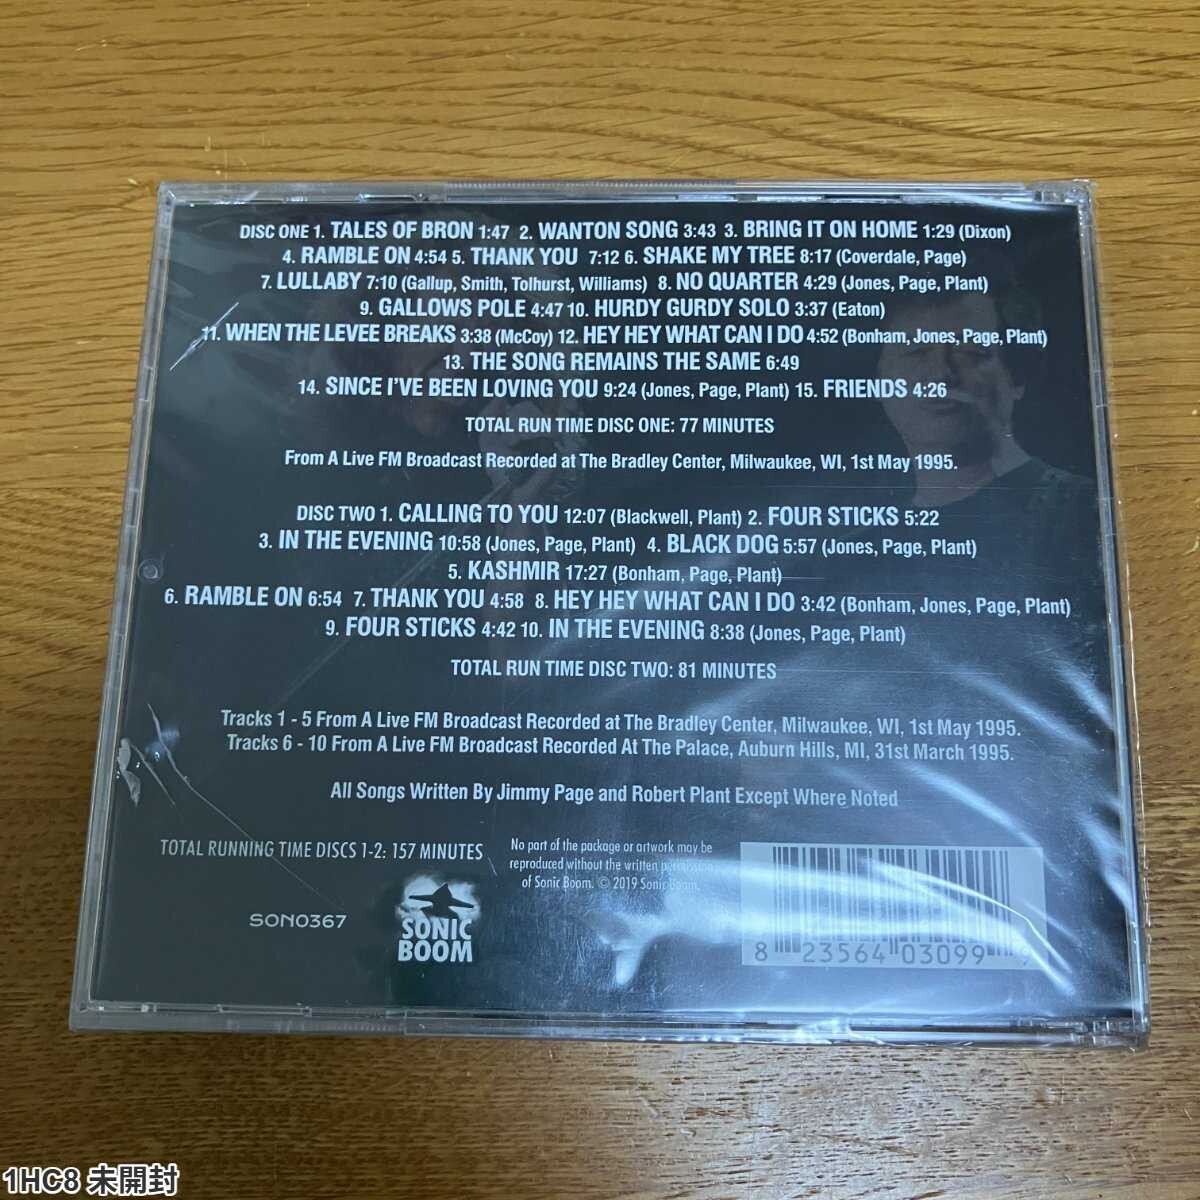 DISC ONE 1. TALES OF BRON 1:47 2. WANTON SONG 3:43 3. BRING IT ON HOME 1:29 (Dixon)
4. RAMBLE ON 4:54 5. THANK YOU 7:12 6. SHAKE MY TREE 8:17 (Coverdale, Page)
7. LULLABY 7:10 (Gallup, Smith, Tolhurst, Williams) 8. NO QUARTER 4:29 (Jones, Page, Plant)
9. GALLOWS POLE 4:47 10. HURDY GURDY SOLO 3:37 (Eaton)
11. WHEN THE LEVEE BREAKS 3:38 (McCoy) 12. HEY HEY WHAT CAN I DO 4:52 (Bonham, Jones, Page, Plant)
13. THE SONG REMAINS THE SAME 6:49
14. SINCE I'VE BEEN LOVING YOU 9:24 (Jones, Page, Plant) 15. FRIENDS 4:26
TOTAL RUN TIME DISC ONE: 77 MINUTES
From A Live FM Broadcast Recorded at The Bradley Center, Milwaukee, WI, 1st May 1995.
DISC TWO 1. CALLING TO YOU 12:07 (Blackwell, Plant) 2. FOUR STICKS 5:22
3. IN THE EVENING 10:58 (Jones, Page, Plant) 4. BLACK DOG 5:57 (Jones, Page, Plant)
5. KASHMIR 17:27 (Bonham, Page, Plant)
6. RAMBLE ON 6:54 7. THANK YOU 4:58 8. HEY HEY WHAT CAN I DO 3:42 (Bonham, Jones, Page, Plant)
9. FOUR STICKS 4:42 10. IN THE EVENING 8:38 (Jones, Page, Plant)
TOTAL RUN TIME DISC TWO: 81 MINUTES
Tracks 1 - 5 From A Live FM Broadcast Recorded at The Bradley Center, Milwaukee, WI, 1st May 1995.
Tracks 6 - 10 From A Live FM Broadcast Recorded At The Palace, Auburn Hills, MI, 31st March 1995.
All Songs Written By Jimmy Page and Robert Plant Except Where Noted
TOTAL RUNNING TIME DISCS 1-2: 157 MINUTES
No part of the package or artwork may be
reproduced without the written permission
of Sonic Boom. © 2019 Sonic Boom.
SON0367
SONIC
BOOM
8 23564 03099 9
1HC8 未開封